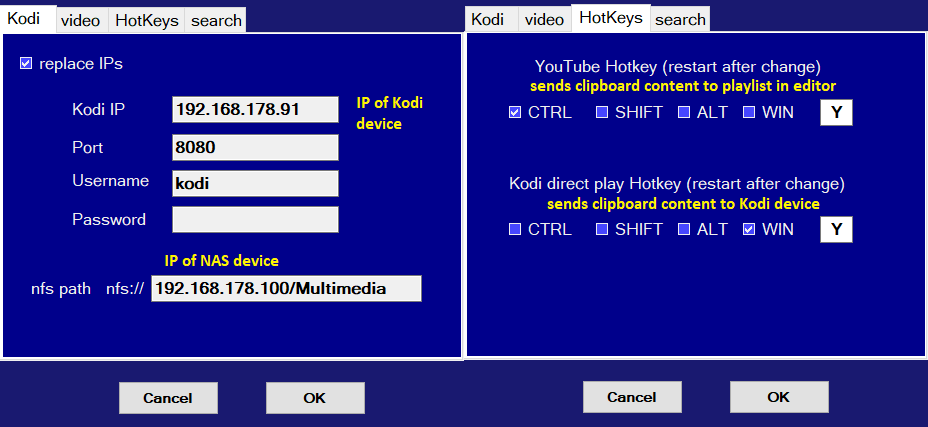 Kodi video HotKeys search
replace IPs
Kodi IP 192.168.178.91 IP of Kodi
device
Port 8080
Username kodi
Password
IP of NAS device
nfs path nfs:// 192.168.178.100/Multimedia
Cancel OK
Kodi video HotKeys search
YouTube Hotkey (restart after change)
sends clipboard content to playlist in editor
CTRL SHIFT ALT WIN Y
Kodi direct play Hotkey (restart after change)
sends clipboard content to Kodi device
CTRL SHIFT ALT WIN Y
Cancel OK